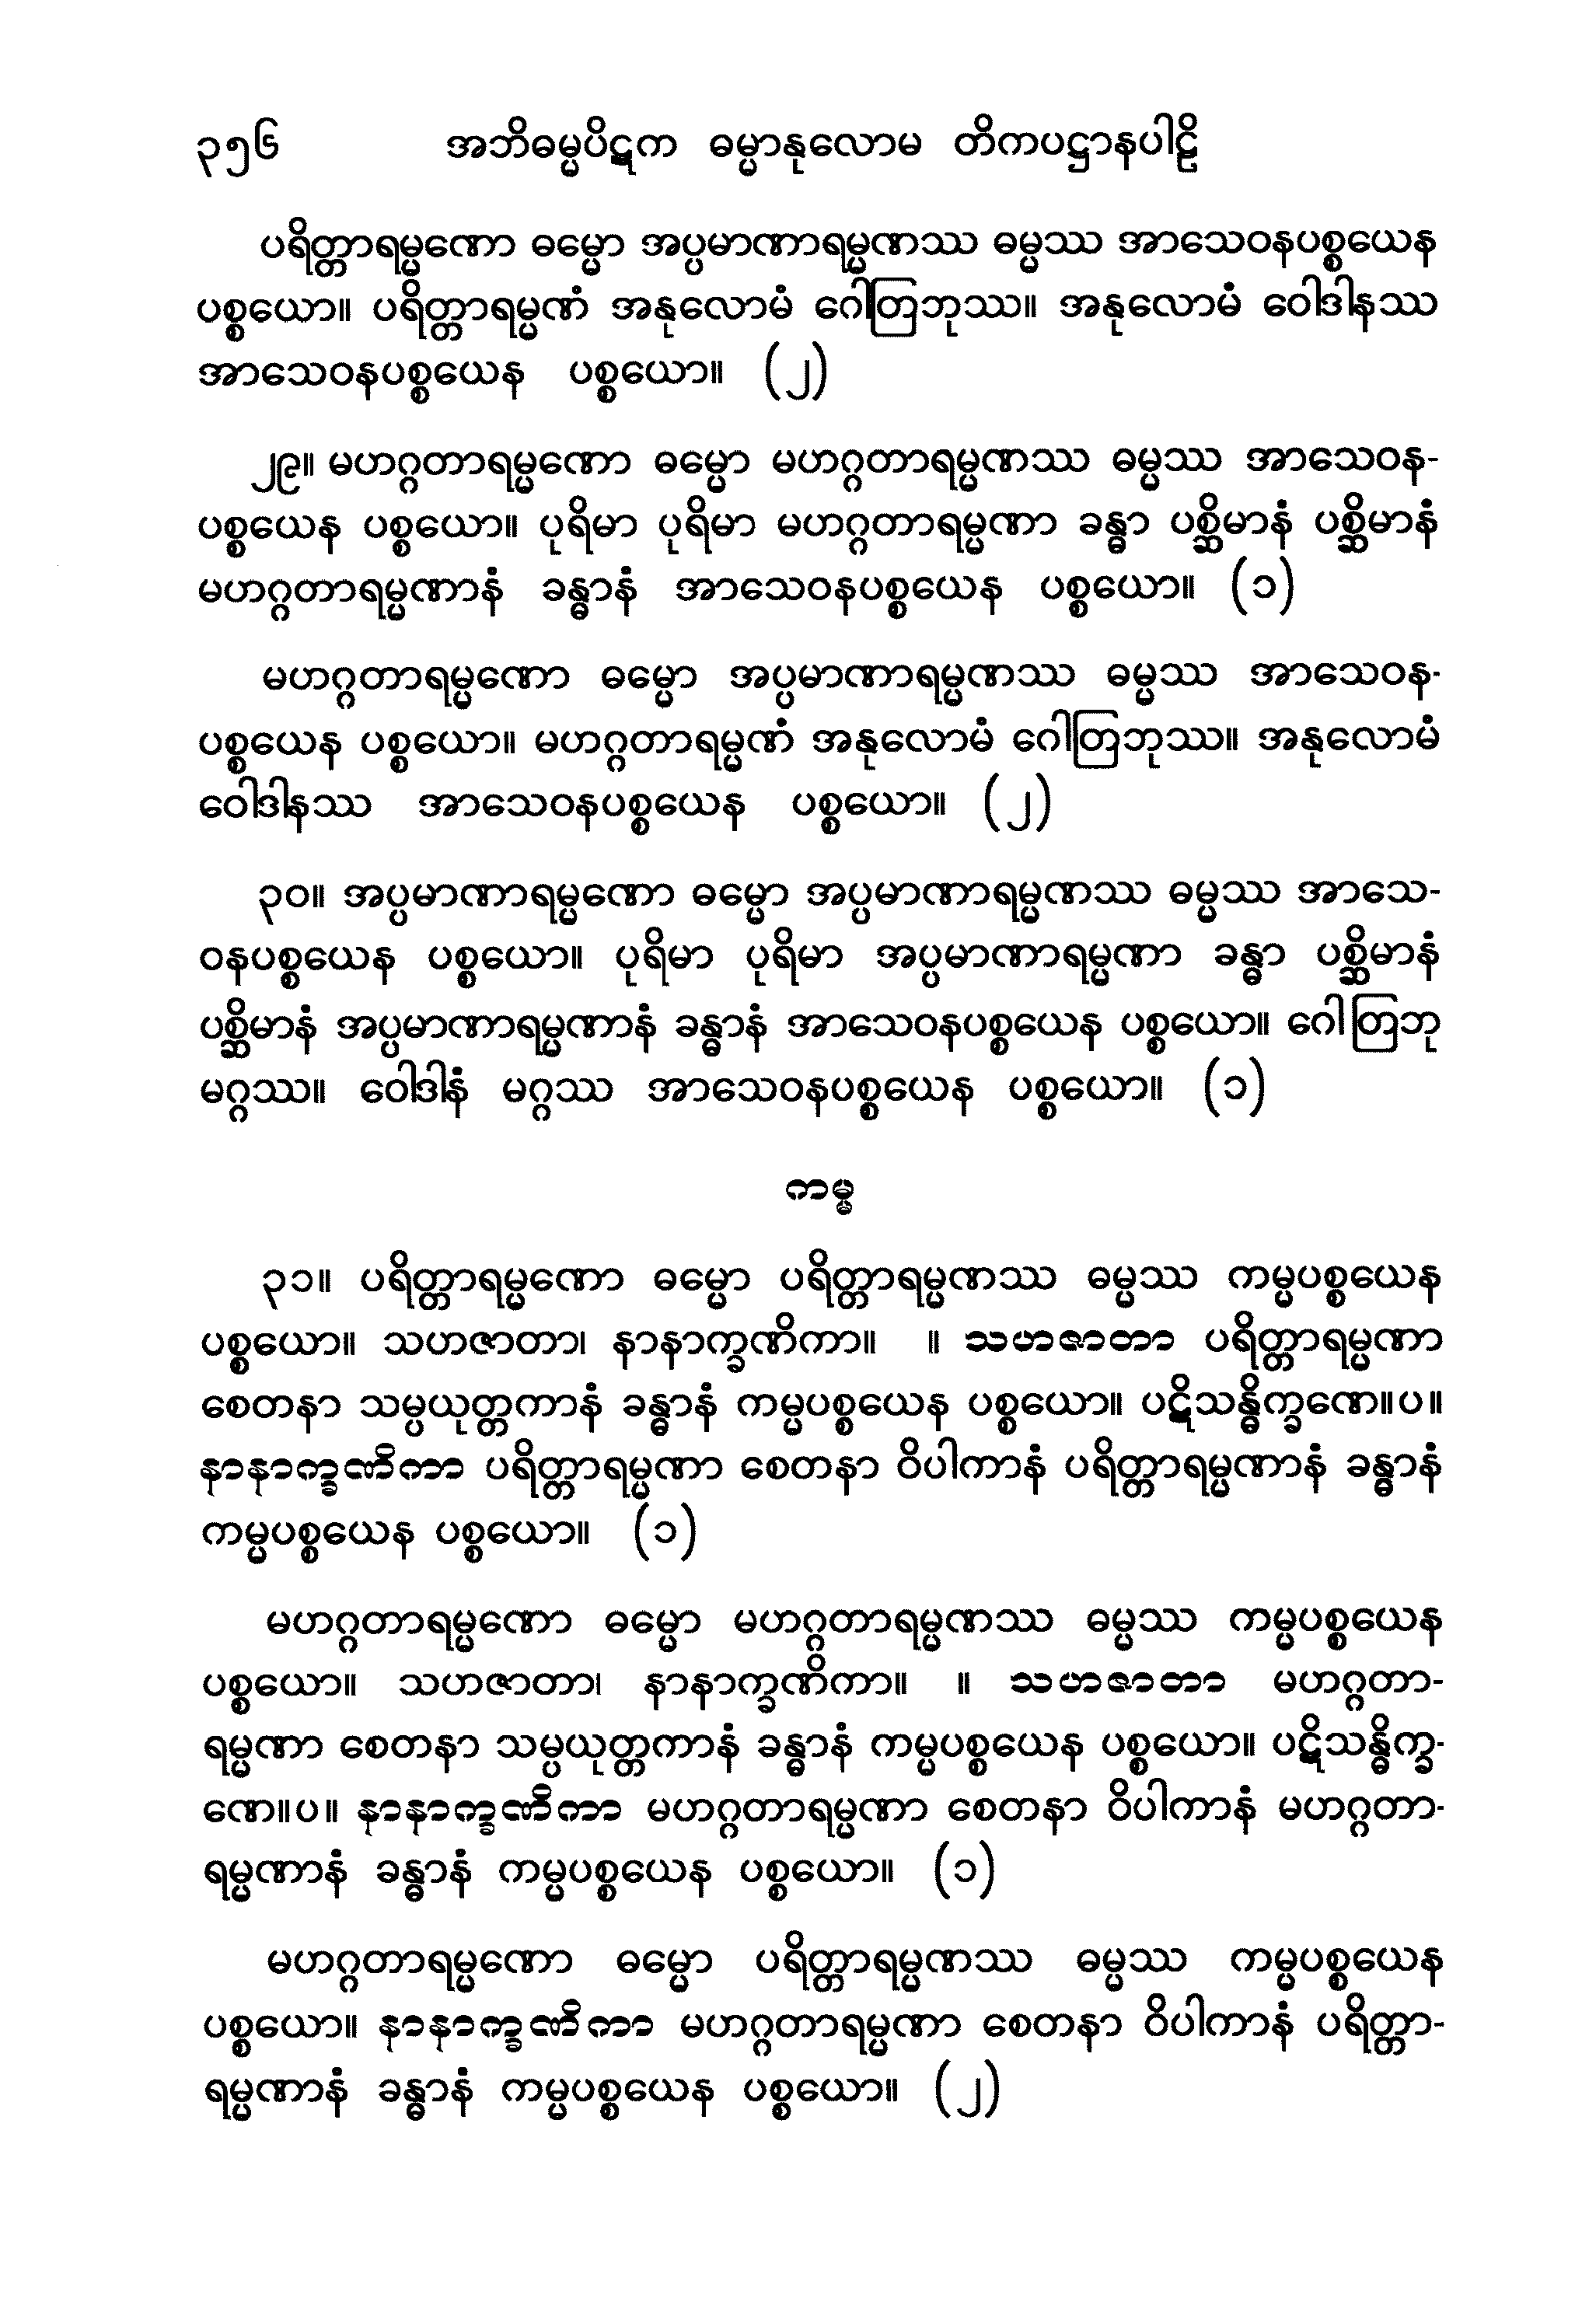 ၃၅၆ အဘိဓမ္မပိဋက ဓမ္မာနုလောမ တိကပဋ္ဌာနပါဠိ
ပရိတ္တာရမ္မဏော ဓမ္မော အပ္ပမာဏာရမ္မဏဿ ဓမ္မဿ အာသေဝနပစ္စယေန
ပစ္စယော။ ပရိတ္တာရမ္မဏံ အနုလောမံ ဂေါတြဘုဿ။ အနုလောမံ ဝေါဒါနဿ
အာသေဝနပစ္စယေန ပစ္စယော။ (၂)
၂၉။ မဟဂ္ဂတာရမ္မဏော ဓမ္မော မဟဂ္ဂတာရမ္မဏဿ ဓမ္မဿ အာသေဝန-
ပစ္စယေန ပစ္စယော။ ပုရိမာ ပုရိမာ မဟဂ္ဂတာရမ္မဏာ ခန္ဓာ ပစ္ဆိမာနံ ပစ္ဆိမာနံ
မဟဂ္ဂတာရမ္မဏာနံ ခန္ဓာနံ အာသေဝနပစ္စယေန ပစ္စယော။ (၁)
မဟဂ္ဂတာရမ္မဏော ဓမ္မော အပ္ပမာဏာရမ္မဏဿ ဓမ္မဿ အာသေဝန-
ပစ္စယေန ပစ္စယော။ မဟဂ္ဂတာရမ္မဏံ အနုလောမံ ဂေါတြဘုဿ။ အနုလောမံ
ဝေါဒါနဿ အာသေဝနပစ္စယေန ပစ္စယော။ (၂)
၃၀။ အပ္ပမာဏာရမ္မဏော ဓမ္မော အပ္ပမာဏာရမ္မဏဿ ဓမ္မဿ အာသေ-
ဝနပစ္စယေန ပစ္စယော။ ပုရိမာ ပုရိမာ အပ္ပမာဏာရမ္မဏာ ခန္ဓာ ပစ္ဆိမာနံ
ပစ္ဆိမာနံ အပ္ပမာဏာရမ္မဏာနံ ခန္ဓာနံ အာသေဝနပစ္စယေန ပစ္စယော။ ဂေါတြဘု
မဂ္ဂဿ။ ဝေါဒါနံ မဂ္ဂဿ အာသေဝနပစ္စယေန ပစ္စယော။ (၁)
ကမ္မ
၃၁။ ပရိတ္တာရမ္မဏော ဓမ္မော ပရိတ္တာရမ္မဏဿ ဓမ္မဿ ကမ္မပစ္စယေန
ပစ္စယော။ သဟဇာတာ၊ နာနာက္ခဏိကာ။ ။ သဟဇာတာ ပရိတ္တာရမ္မဏာ
စေတနာ သမ္ပယုတ္တကာနံ ခန္ဓာနံ ကမ္မပစ္စယေန ပစ္စယော။ ပဋိသန္ဓိက္ခဏေ။ပ။
နာနာက္ခဏိကာ ပရိတ္တာရမ္မဏာ စေတနာ ဝိပါကာနံ ပရိတ္တာရမ္မဏာနံ ခန္ဓာနံ
ကမ္မပစ္စယေန ပစ္စယော။ (၁)
မဟဂ္ဂတာရမ္မဏော ဓမ္မော မဟဂ္ဂတာရမ္မဏဿ ဓမ္မဿ ကမ္မပစ္စယေန
ပစ္စယော။ သဟဇာတာ၊ နာနာက္ခဏိကာ။ ။ သဟဇာတာ မဟဂ္ဂတာ-
ရမ္မဏာ စေတနာ သမ္ပယုတ္တကာနံ ခန္ဓာနံ ကမ္မပစ္စယေန ပစ္စယော။ ပဋိသန္ဓိက္ခ-
ဏေ။ပ။ နာနာက္ခဏိကာ မဟဂ္ဂတာရမ္မဏာ စေတနာ ဝိပါကာနံ မဟဂ္ဂတာ-
ရမ္မဏာနံ ခန္ဓာနံ ကမ္မပစ္စယေန ပစ္စယော။ (၁)
မဟဂ္ဂတာရမ္မဏော ဓမ္မော ပရိတ္တာရမ္မဏဿ ဓမ္မဿ ကမ္မပစ္စယေန
ပစ္စယော။ နာနာက္ခဏိကာ မဟဂ္ဂတာရမ္မဏာ စေတနာ ဝိပါကာနံ ပရိတ္တာ-
ရမ္မဏာနံ ခန္ဓာနံ ကမ္မပစ္စယေန ပစ္စယော။ (၂)